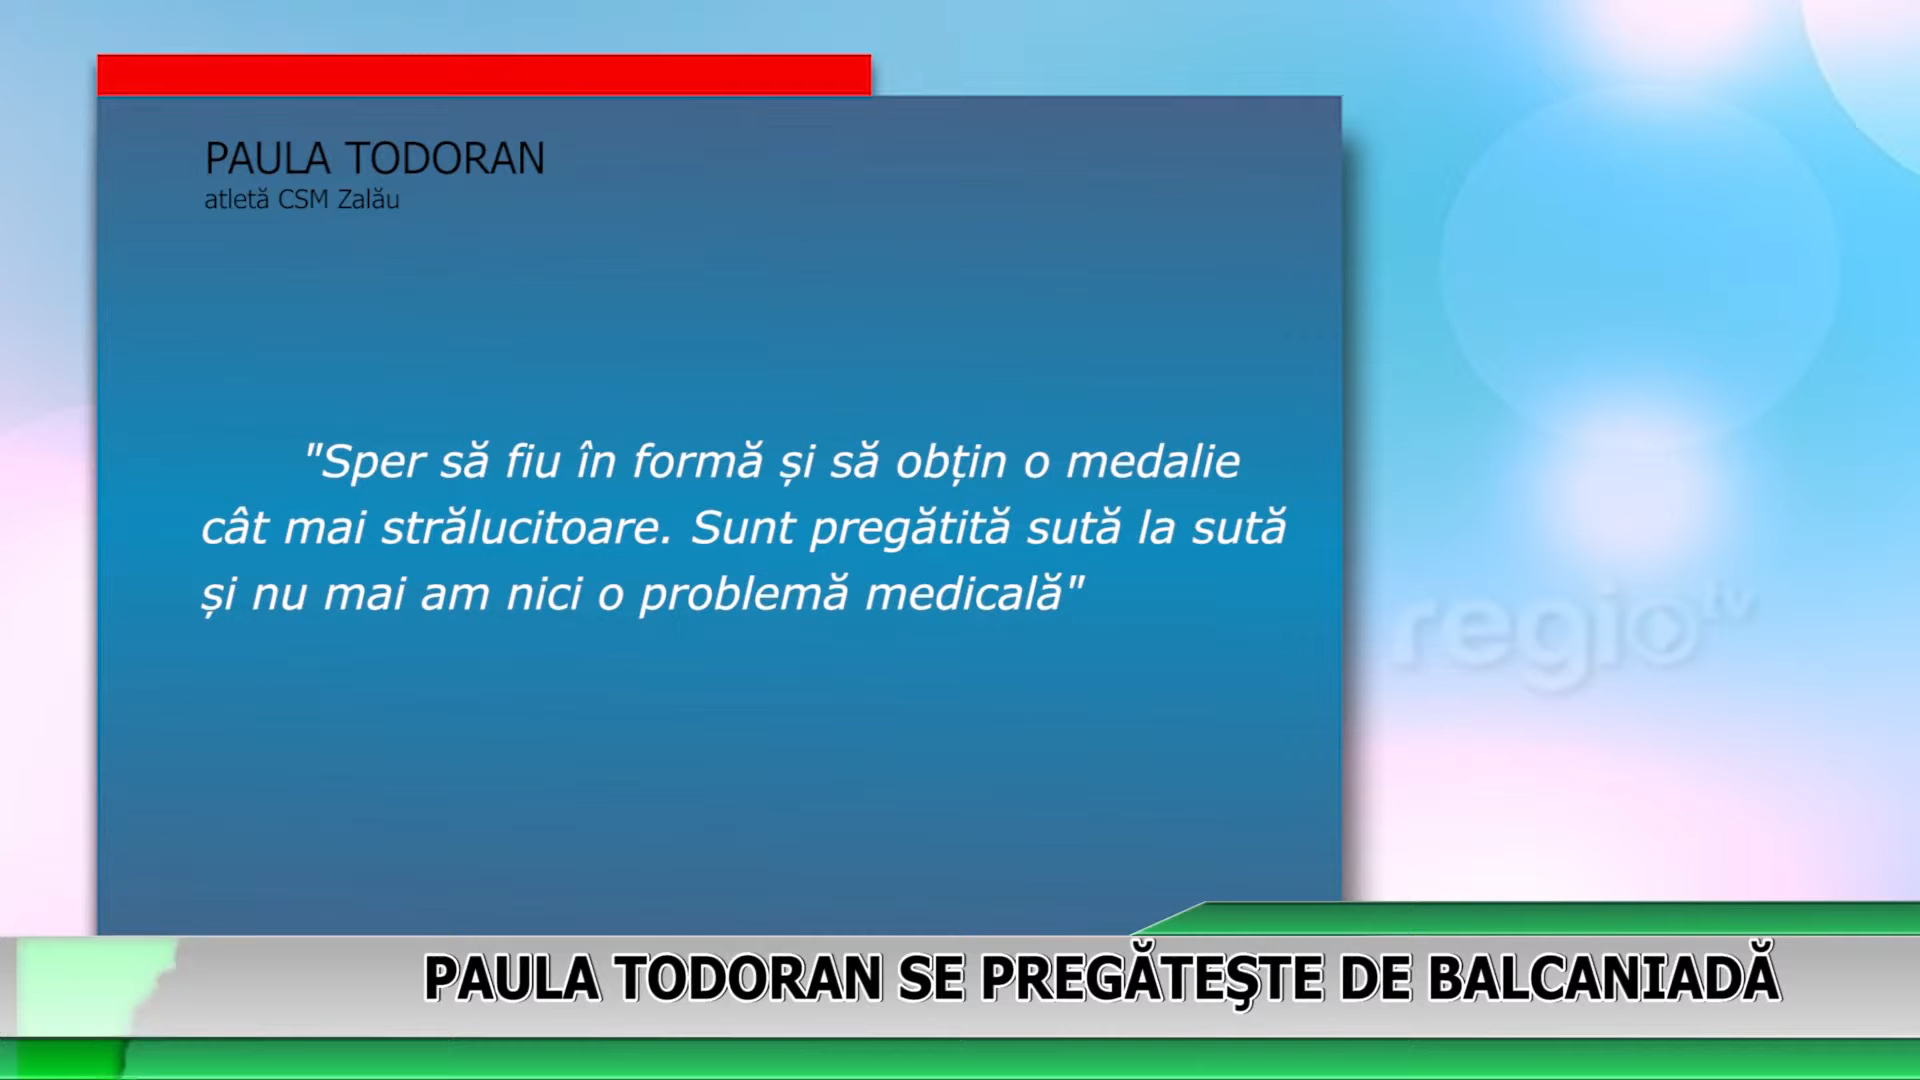 PAULA TODORAN
atletă CSM Zalău
"Sper să fiu în formă și să obțin o medalie
cât mai strălucitoare. Sunt pregătită sută la sută
și nu mai am nici o problemă medicală"
regio tv
PAULA TODORAN SE PREGĂTEŞTE DE BALCANIADĂ